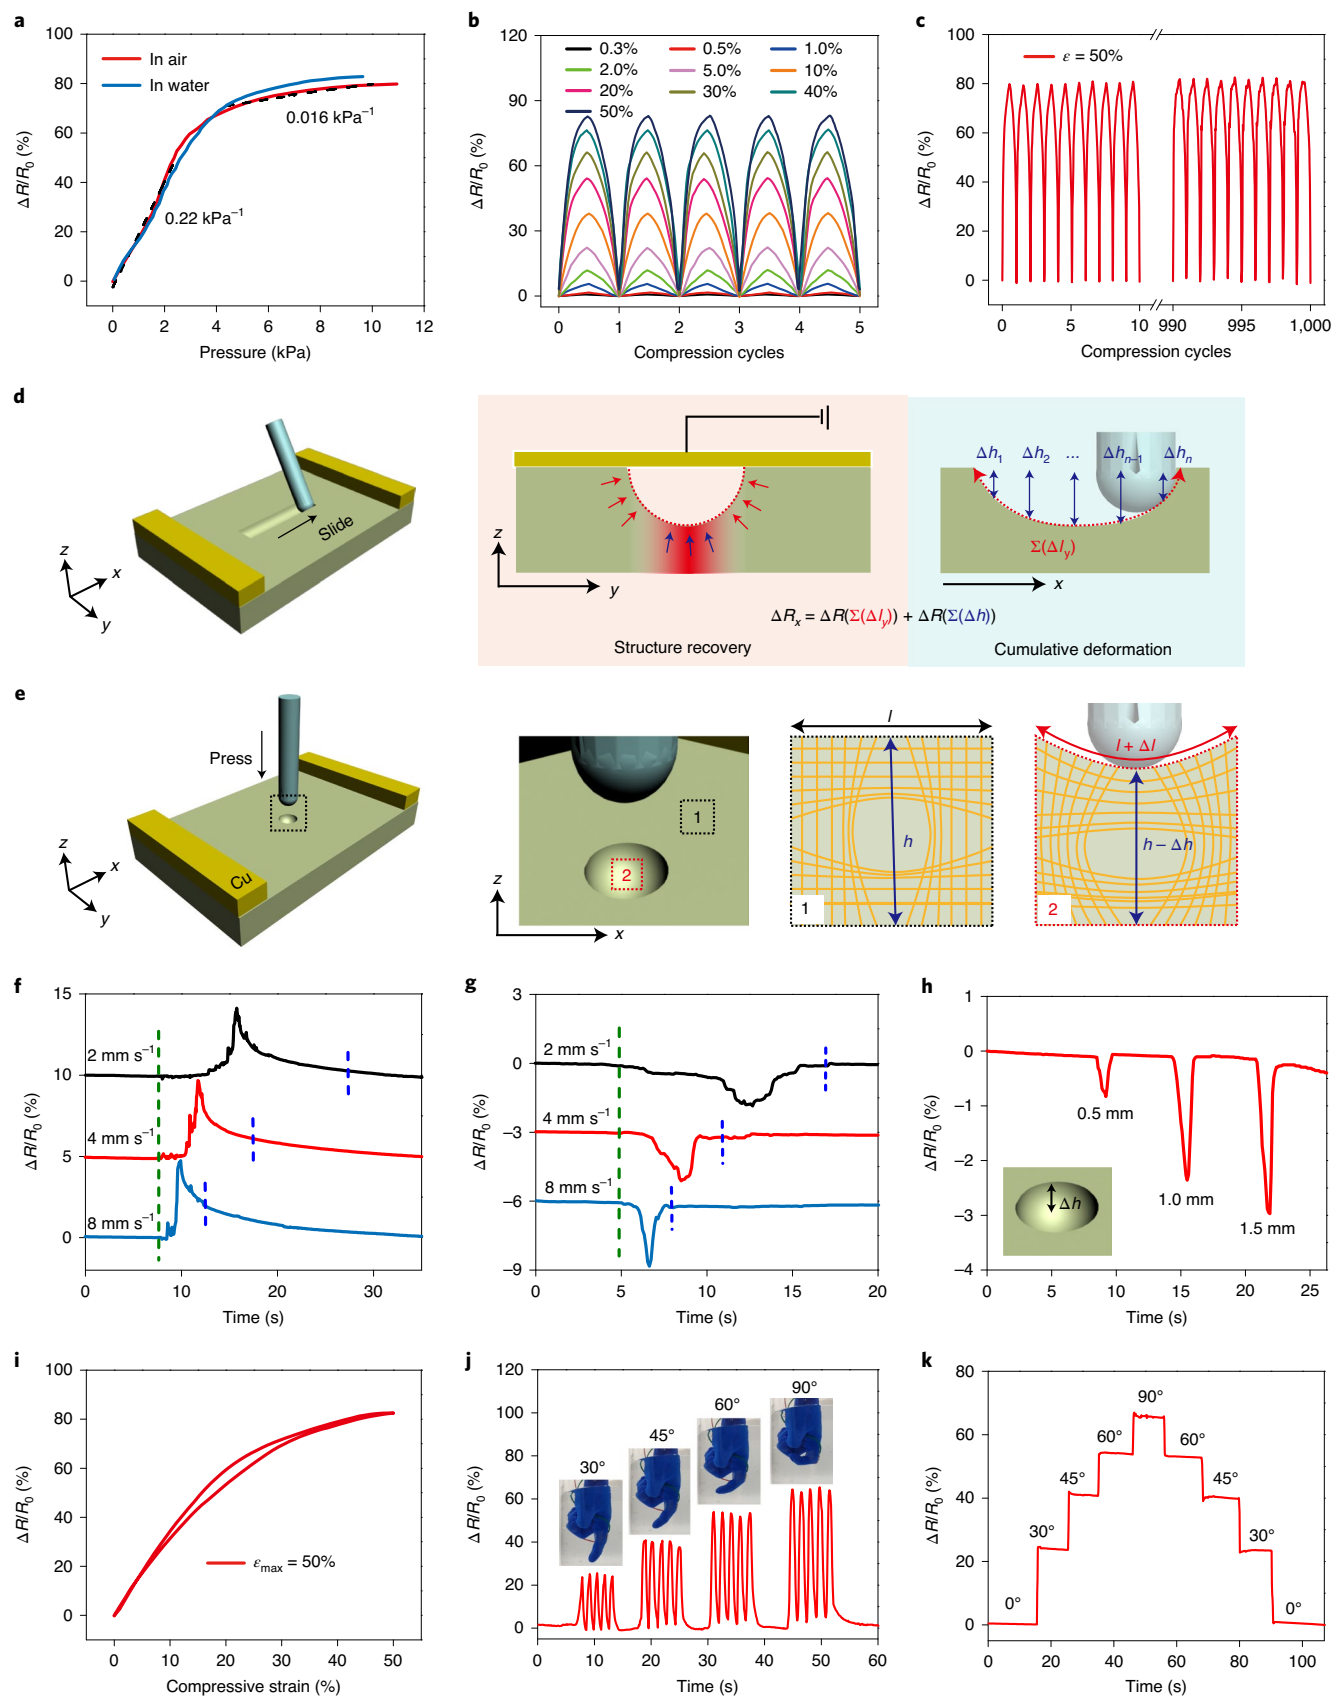 a
100
80
60
40
20
0
ΔR/R0 (%)
In air
In water
0.016 kPa−1
0.22 kPa−1
0 2 4 6 8 10 12
Pressure (kPa)
b
120
90
60
30
0
ΔR/R0 (%)
0.3% 0.5% 1.0%
2.0% 5.0% 10%
20% 30% 40%
50%
0 1 2 3 4 5
Compression cycles
c
100
80
60
40
20
0
ΔR/R0 (%)
ε = 50%
0 5 10 990 995 1,000
Compression cycles
d
Slide
z
x
y
z
y
Structure recovery
Δh1 Δh2 ... Δhn−1 Δhn
Σ(Δly)
x
ΔRx = ΔR(Σ(Δly)) + ΔR(Σ(Δh))
Cumulative deformation
e
Press
Cu
z
x
y
1
2
z
x
l
h
1
l + Δl
h − Δh
2
f
15
10
5
0
ΔR/R0 (%)
2 mm s−1
4 mm s−1
8 mm s−1
0 10 20 30
Time (s)
g
3
0
−3
−6
−9
ΔR/R0 (%)
2 mm s−1
4 mm s−1
8 mm s−1
0 5 10 15 20
Time (s)
h
1
0
−1
−2
−3
−4
ΔR/R0 (%)
0.5 mm
1.0 mm
1.5 mm
Δh
0 5 10 15 20 25
Time (s)
i
100
80
60
40
20
0
ΔR/R0 (%)
εmax = 50%
0 10 20 30 40 50
Compressive strain (%)
j
120
100
80
60
40
20
0
ΔR/R0 (%)
30°
45°
60°
90°
0 10 20 30 40 50 60
Time (s)
k
80
60
40
20
0
ΔR/R0 (%)
0°
30°
45°
60°
90°
60°
45°
30°
0°
0 20 40 60 80 100
Time (s)